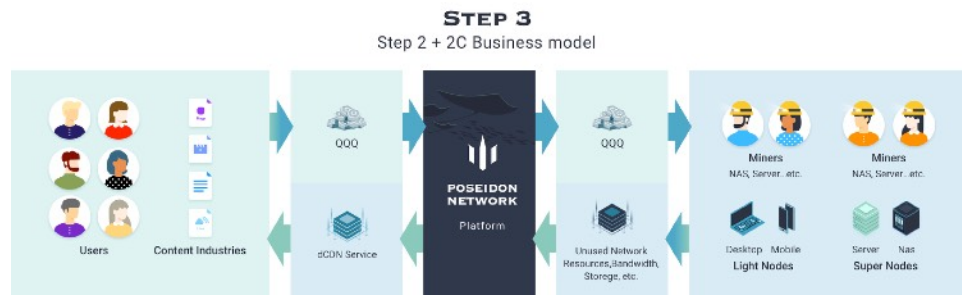 STEP 3
Step 2 + 2C Business model
Users
Content Industries
QQQ
dCDN Service
POSEIDON
NETWORK
Platform
QQQ
Unused Network
Resources,Bandwidth,
Storege, etc.
Miners
NAS, Server...etc.
Miners
NAS, Server...etc.
Desktop
Mobile
Light Nodes
Server
Nas
Super Nodes